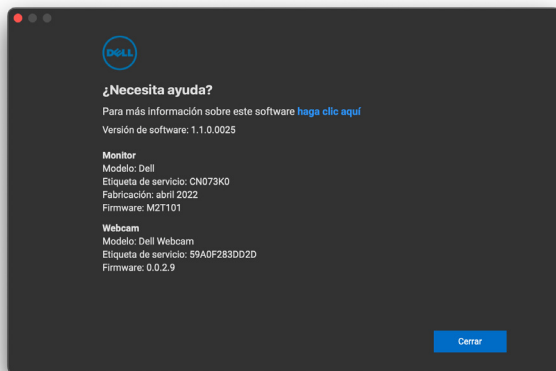 DELL
¿Necesita ayuda?
Para más información sobre este software haga clic aquí
Versión de software: 1.1.0.0025
Monitor
Modelo: Dell
Etiqueta de servicio: CN073K0
Fabricación: abril 2022
Firmware: M2T101
Webcam
Modelo: Dell Webcam
Etiqueta de servicio: 59A0F283DD2D
Firmware: 0.0.2.9
Cerrar